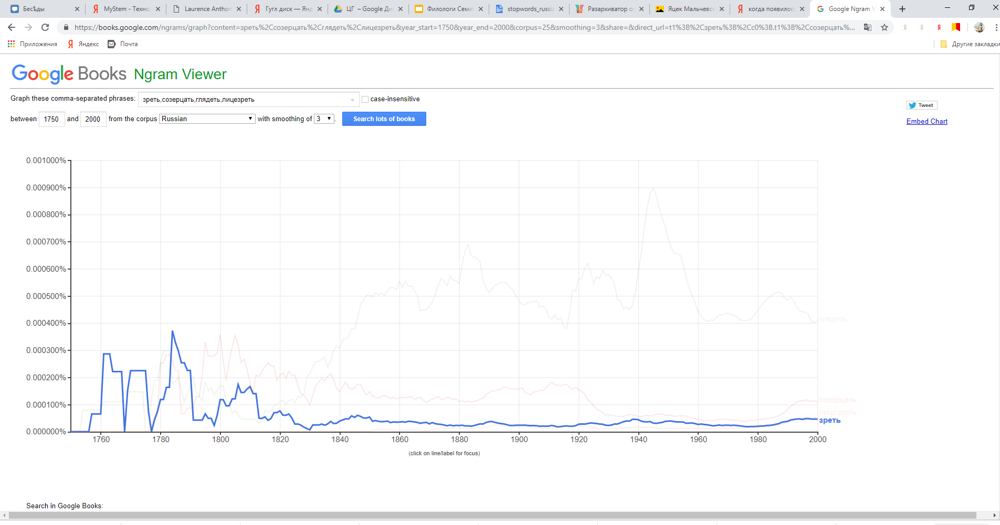 Бесѣды
MyStem - Техно
Laurence Anthon
Гугл диск — Янд
ЦГ – Google Ди
Филологи Семи
stopwords_russia
Разархиватор о
Яцек Мальчевск
когда появилос
Google Ngram V
https://books.google.com/ngrams/graph?content=зреть%2Cсозерцать%2Cглядеть%2Cлицезреть&year_start=1750&year_end=2000&corpus=25&smoothing=3&share=&direct_url=t1%3B%2Cзреть%3B%2Cc0%3B.t1%3B%2Cсозерцать%...
Приложения Яндекс Почта Другие закладки
Google Books Ngram Viewer
Graph these comma-separated phrases: зреть,созерцать,глядеть,лицезреть case-insensitive
Tweet
between 1750 and 2000 from the corpus Russian with smoothing of 3 . Search lots of books
Embed Chart
0.001000%
0.000900%
0.000800%
0.000700%
0.000600%
0.000500%
0.000400%
глядеть
0.000300%
0.000200%
0.000100%
созерцать
лицезреть
зреть
0.000000%
1760 1780 1800 1820 1840 1860 1880 1900 1920 1940 1960 1980 2000
(click on line/label for focus)
Search in Google Books: